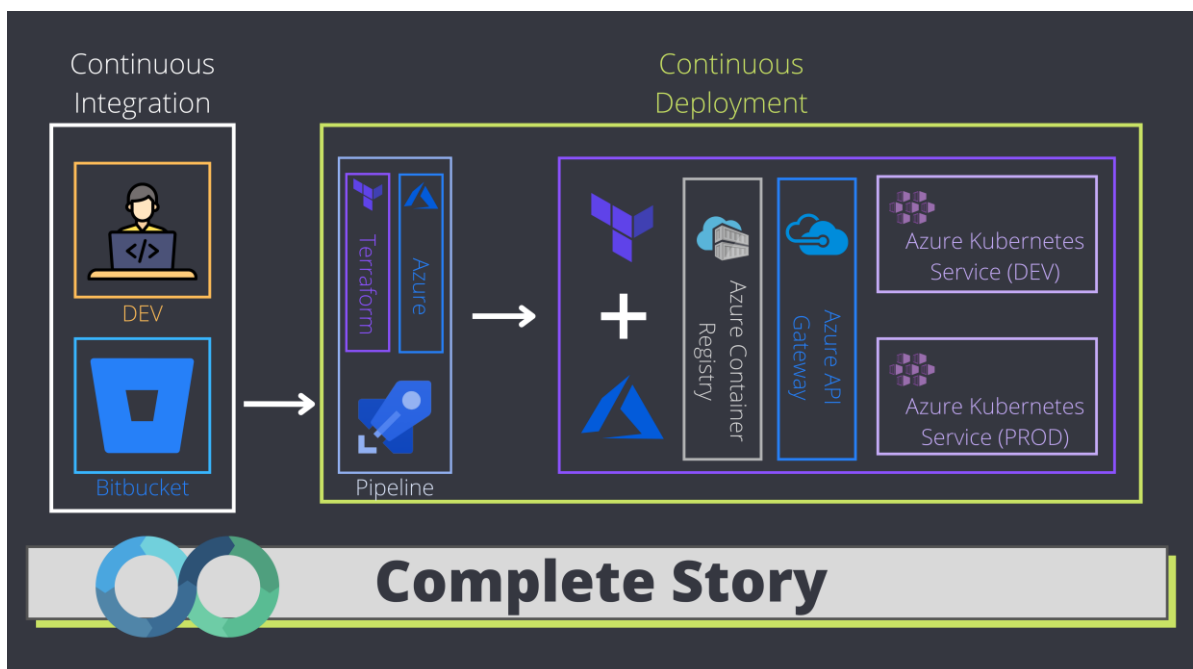 Continuous
Integration
DEV
Bitbucket
Continuous
Deployment
Terraform
Azure
Pipeline
Azure Container
Registry
Azure API
Gateway
Azure Kubernetes
Service (DEV)
Azure Kubernetes
Service (PROD)
Complete Story